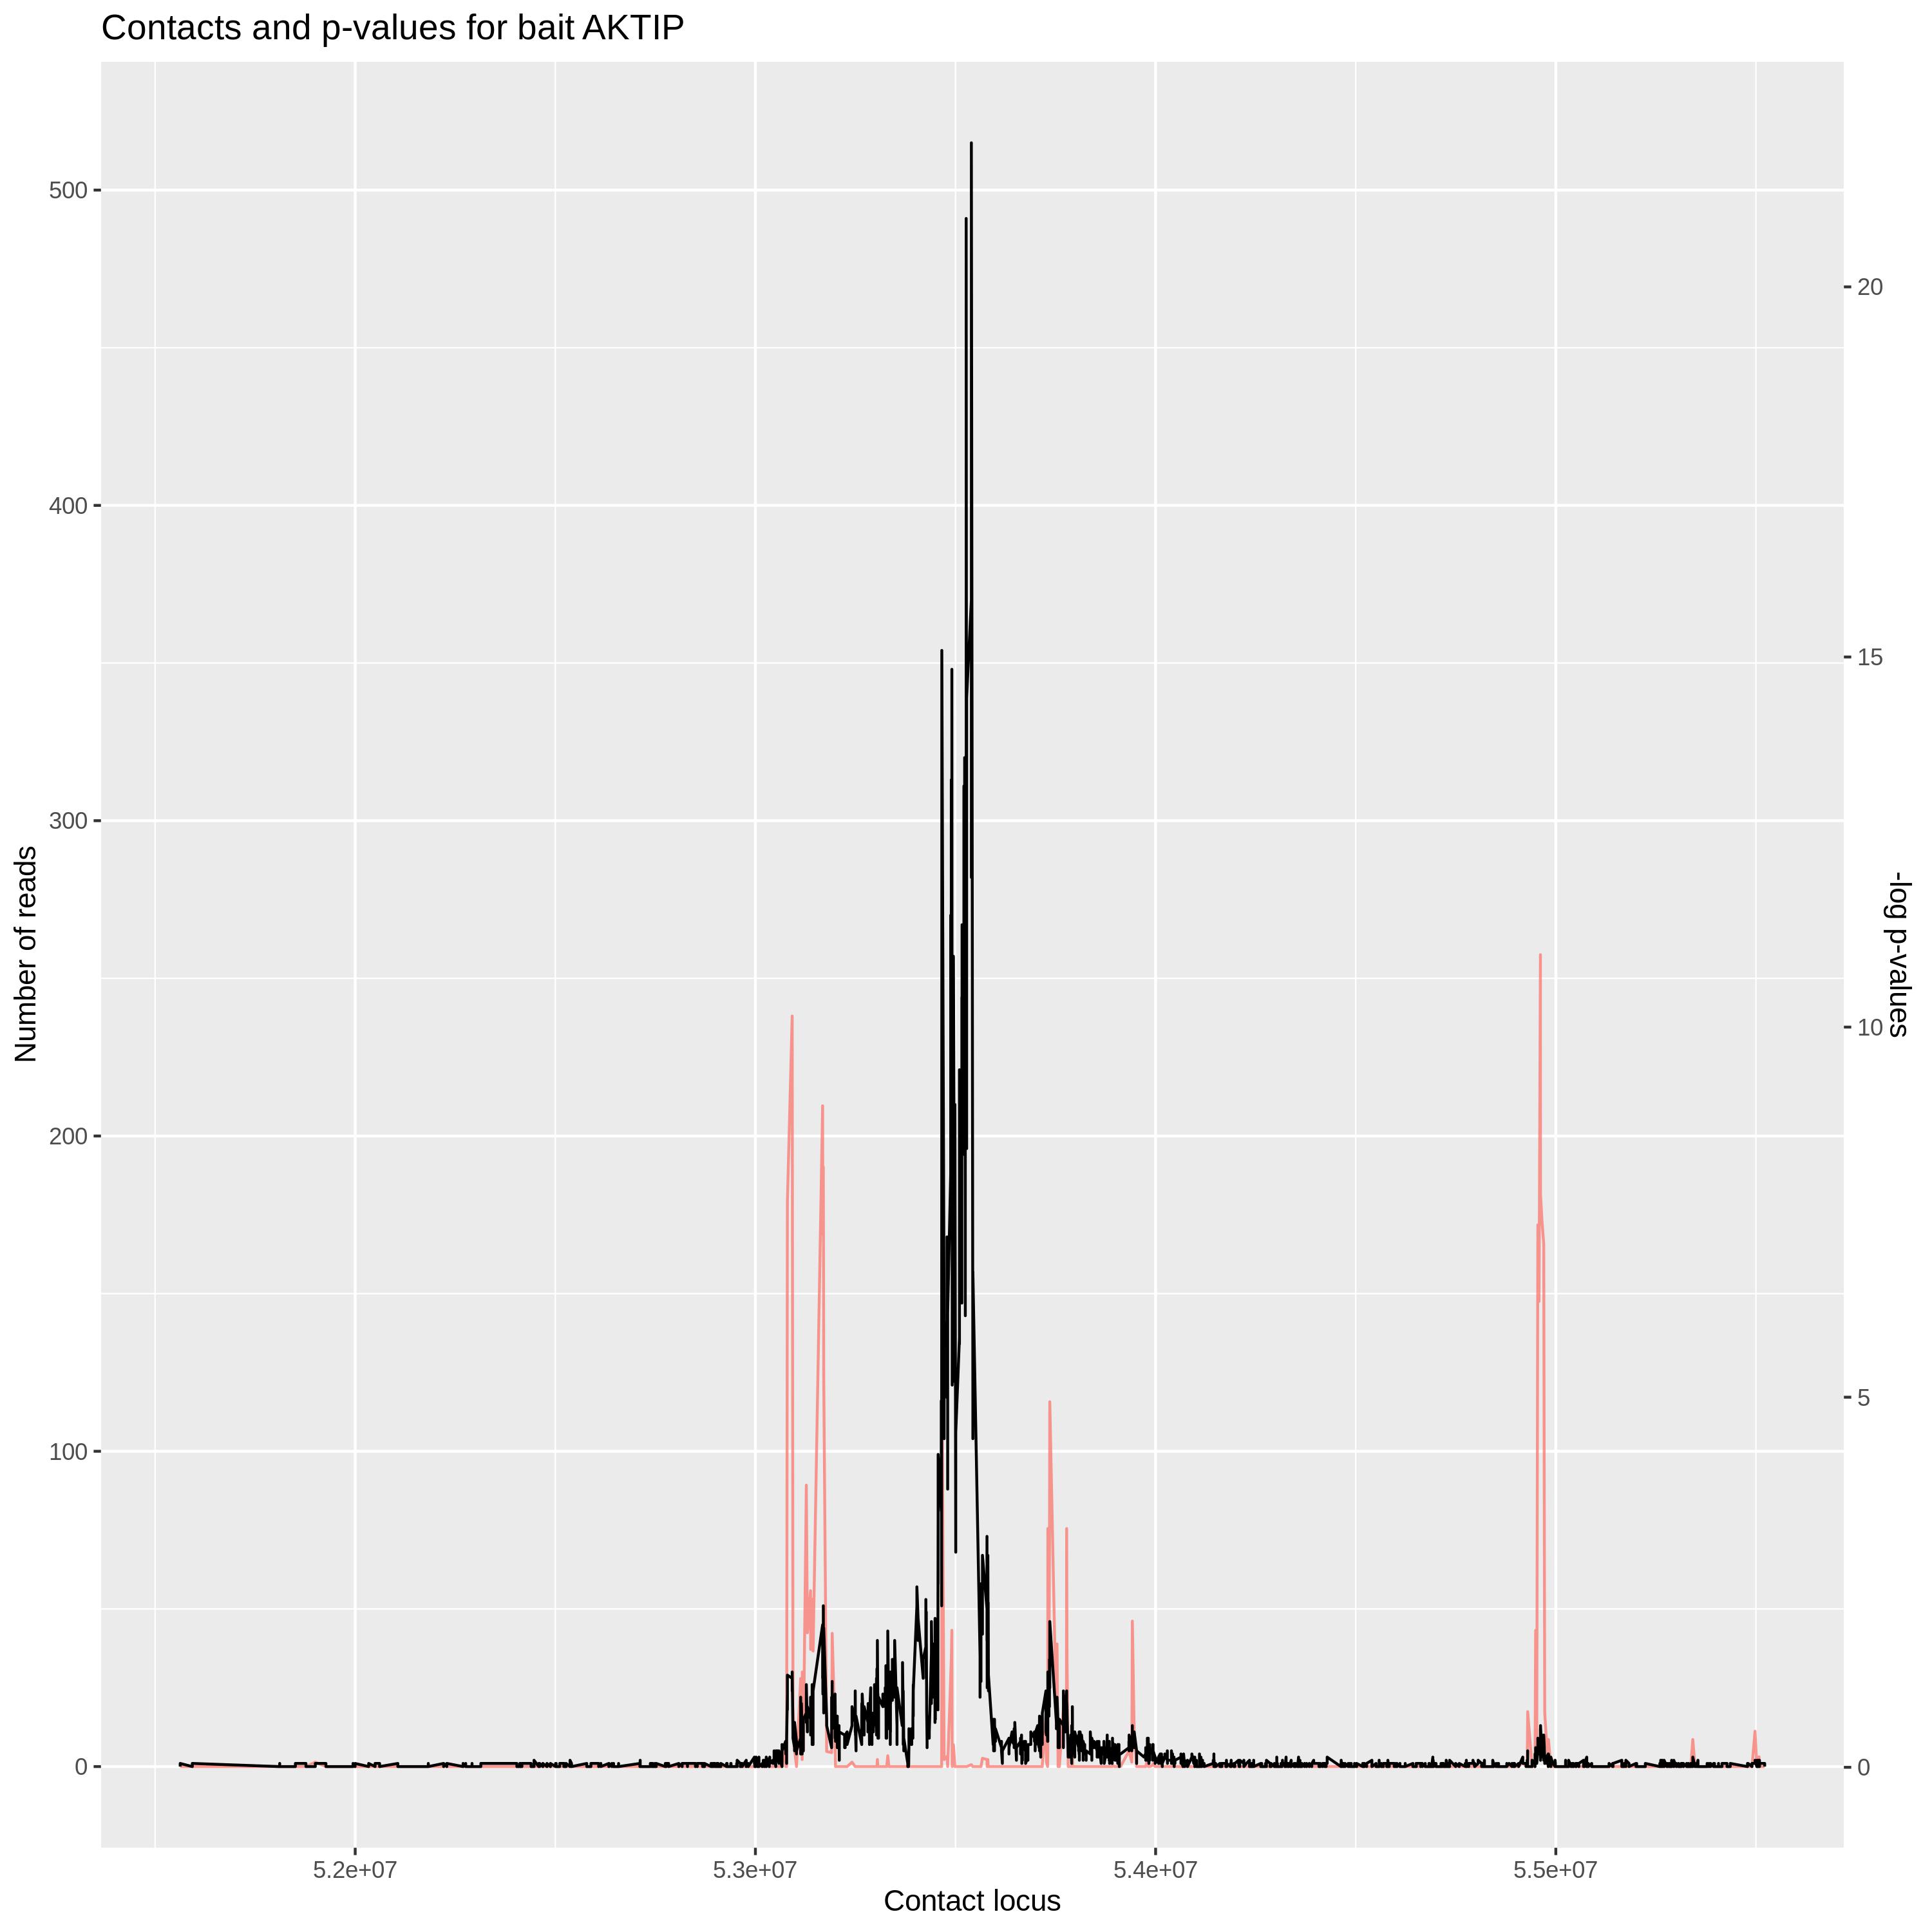 Contacts and p-values for bait AKTIP
500
400
300
200
100
0
Number of reads
20
15
10
5
0
-log p-values
5.2e+07
5.3e+07
5.4e+07
5.5e+07
Contact locus